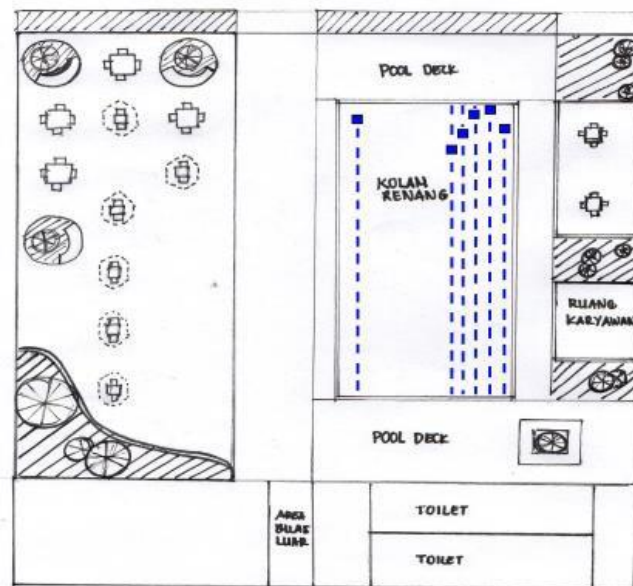 POOL DECK
KOLAM
RENANG
RUANG
KARYAWAN
POOL DECK
AREA
BILAS
LUAR
TOILET
TOILET